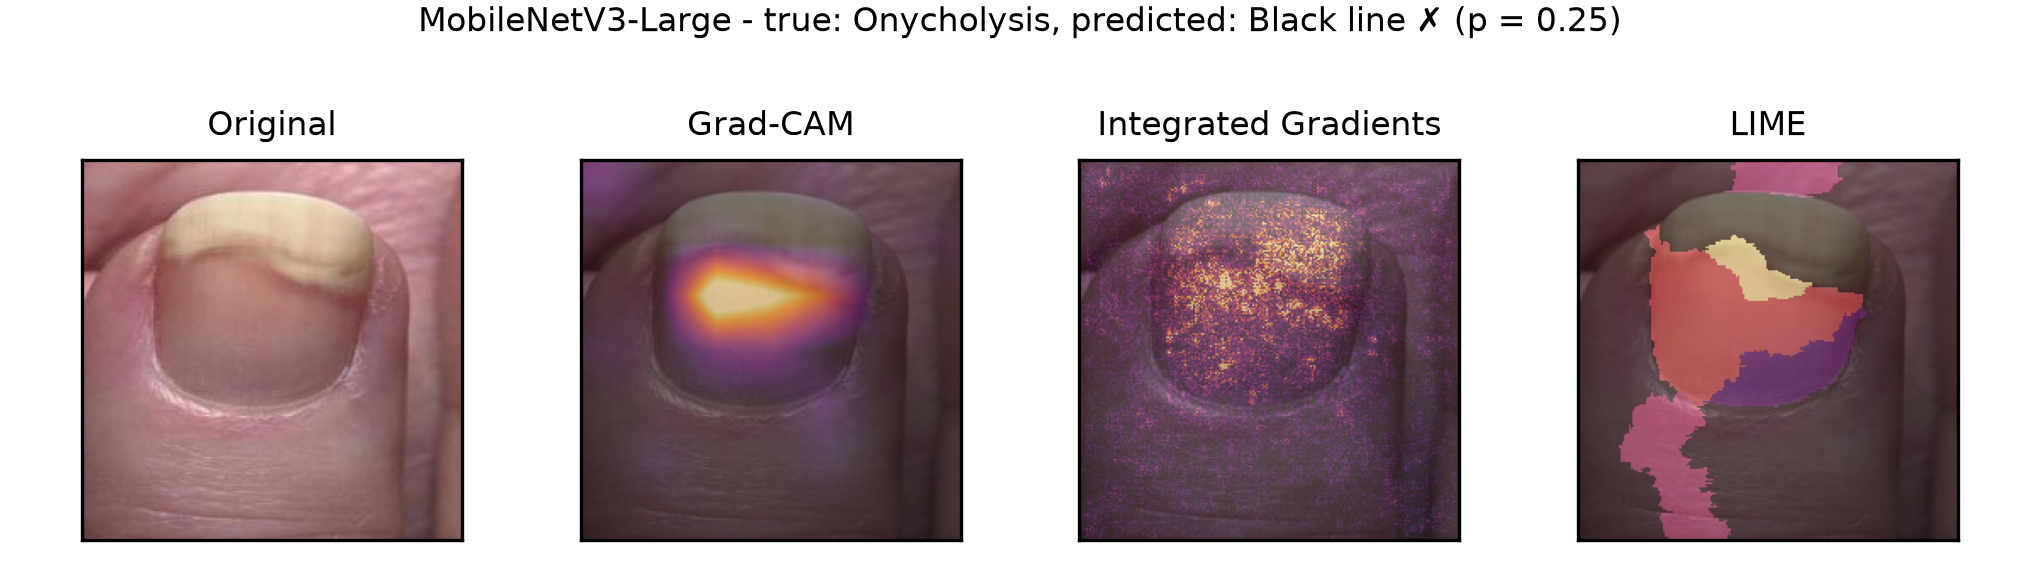 MobileNetV3-Large - true: Onycholysis, predicted: Black line ✗ (p = 0.25)
Original
Grad-CAM
Integrated Gradients
LIME